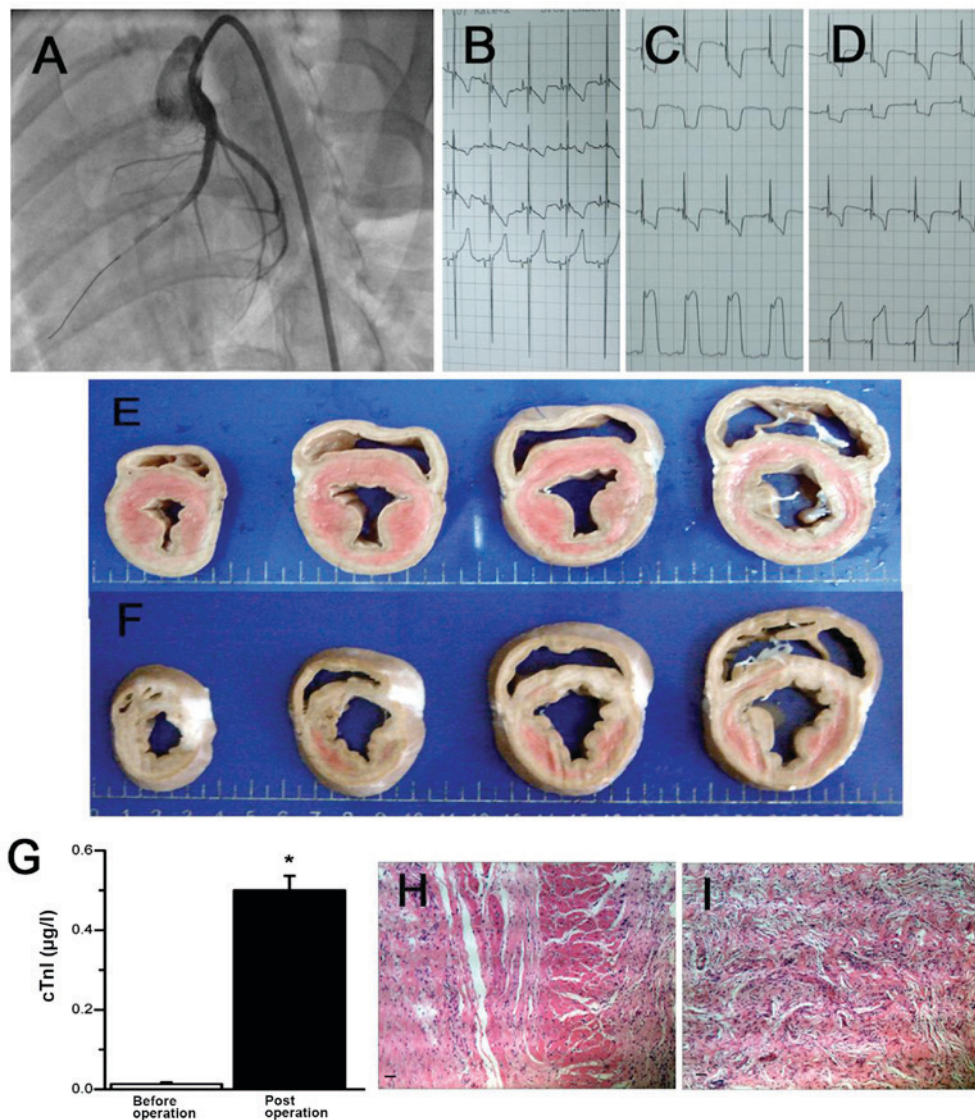 A
B
C
D
E
F
G
cTnI (µg/l)
0.6
0.4
0.2
0.0
*
Before
operation
Post
operation
H
I